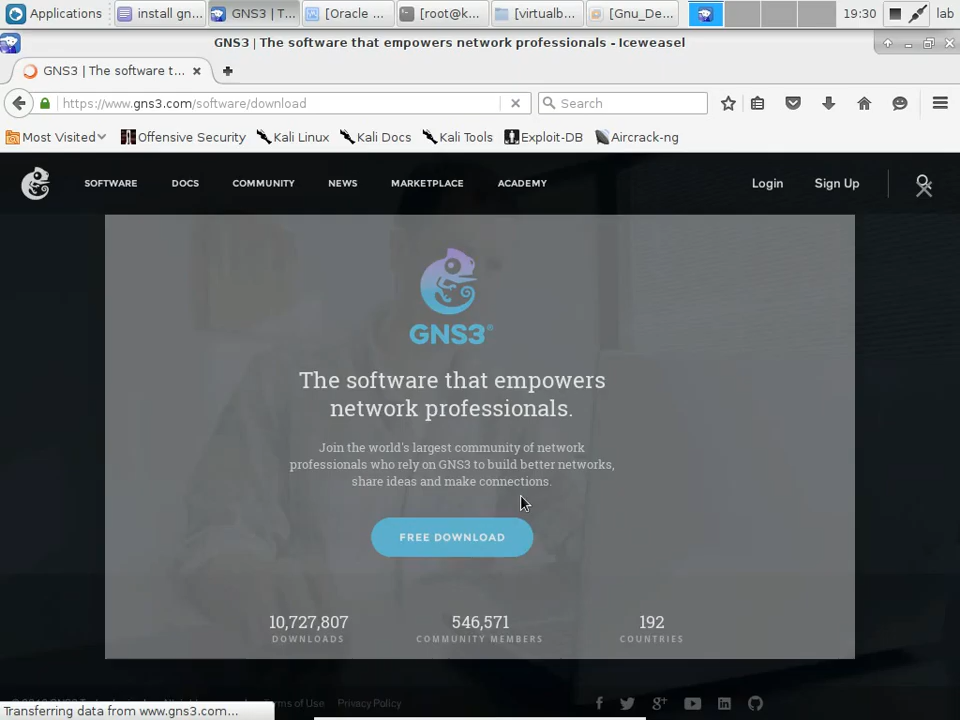 Applications
install gn...
GNS3 | T...
[Oracle ...
[root@k...
[virtualb...
[Gnu_De...
19:30
lab
GNS3 | The software that empowers network professionals - Iceweasel
GNS3 | The software t...
https://www.gns3.com/software/download
Search
Most Visited
Offensive Security
Kali Linux
Kali Docs
Kali Tools
Exploit-DB
Aircrack-ng
SOFTWARE
DOCS
COMMUNITY
NEWS
MARKETPLACE
ACADEMY
Login
Sign Up
GNS3®
The software that empowers
network professionals.
Join the world's largest community of network
professionals who rely on GNS3 to build better networks,
share ideas and make connections.
FREE DOWNLOAD
10,727,807
DOWNLOADS
546,571
COMMUNITY MEMBERS
192
COUNTRIES
of Use
Privacy Policy
Transferring data from www.gns3.com...